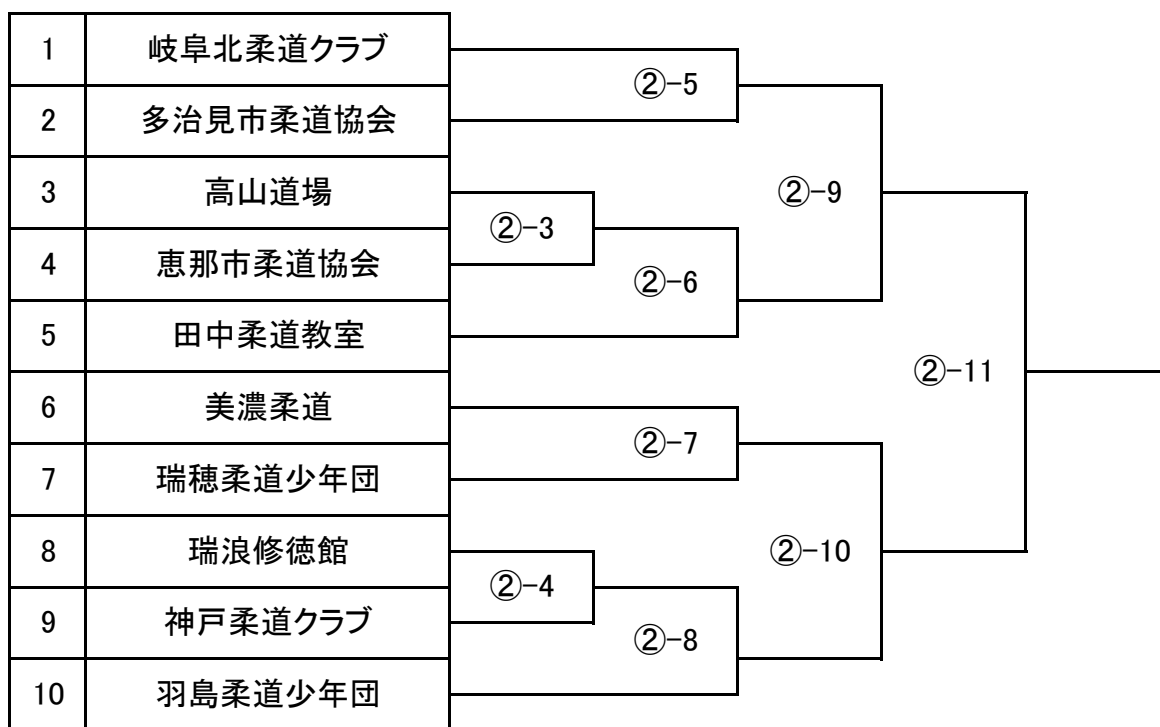 1 岐阜北柔道クラブ
②-5
2 多治見市柔道協会
3 高山道場
②-9
②-3
4 恵那市柔道協会
②-6
5 田中柔道教室
②-11
6 美濃柔道
②-7
7 瑞穂柔道少年団
8 瑞浪修徳館
②-10
②-4
9 神戸柔道クラブ
②-8
10 羽島柔道少年団